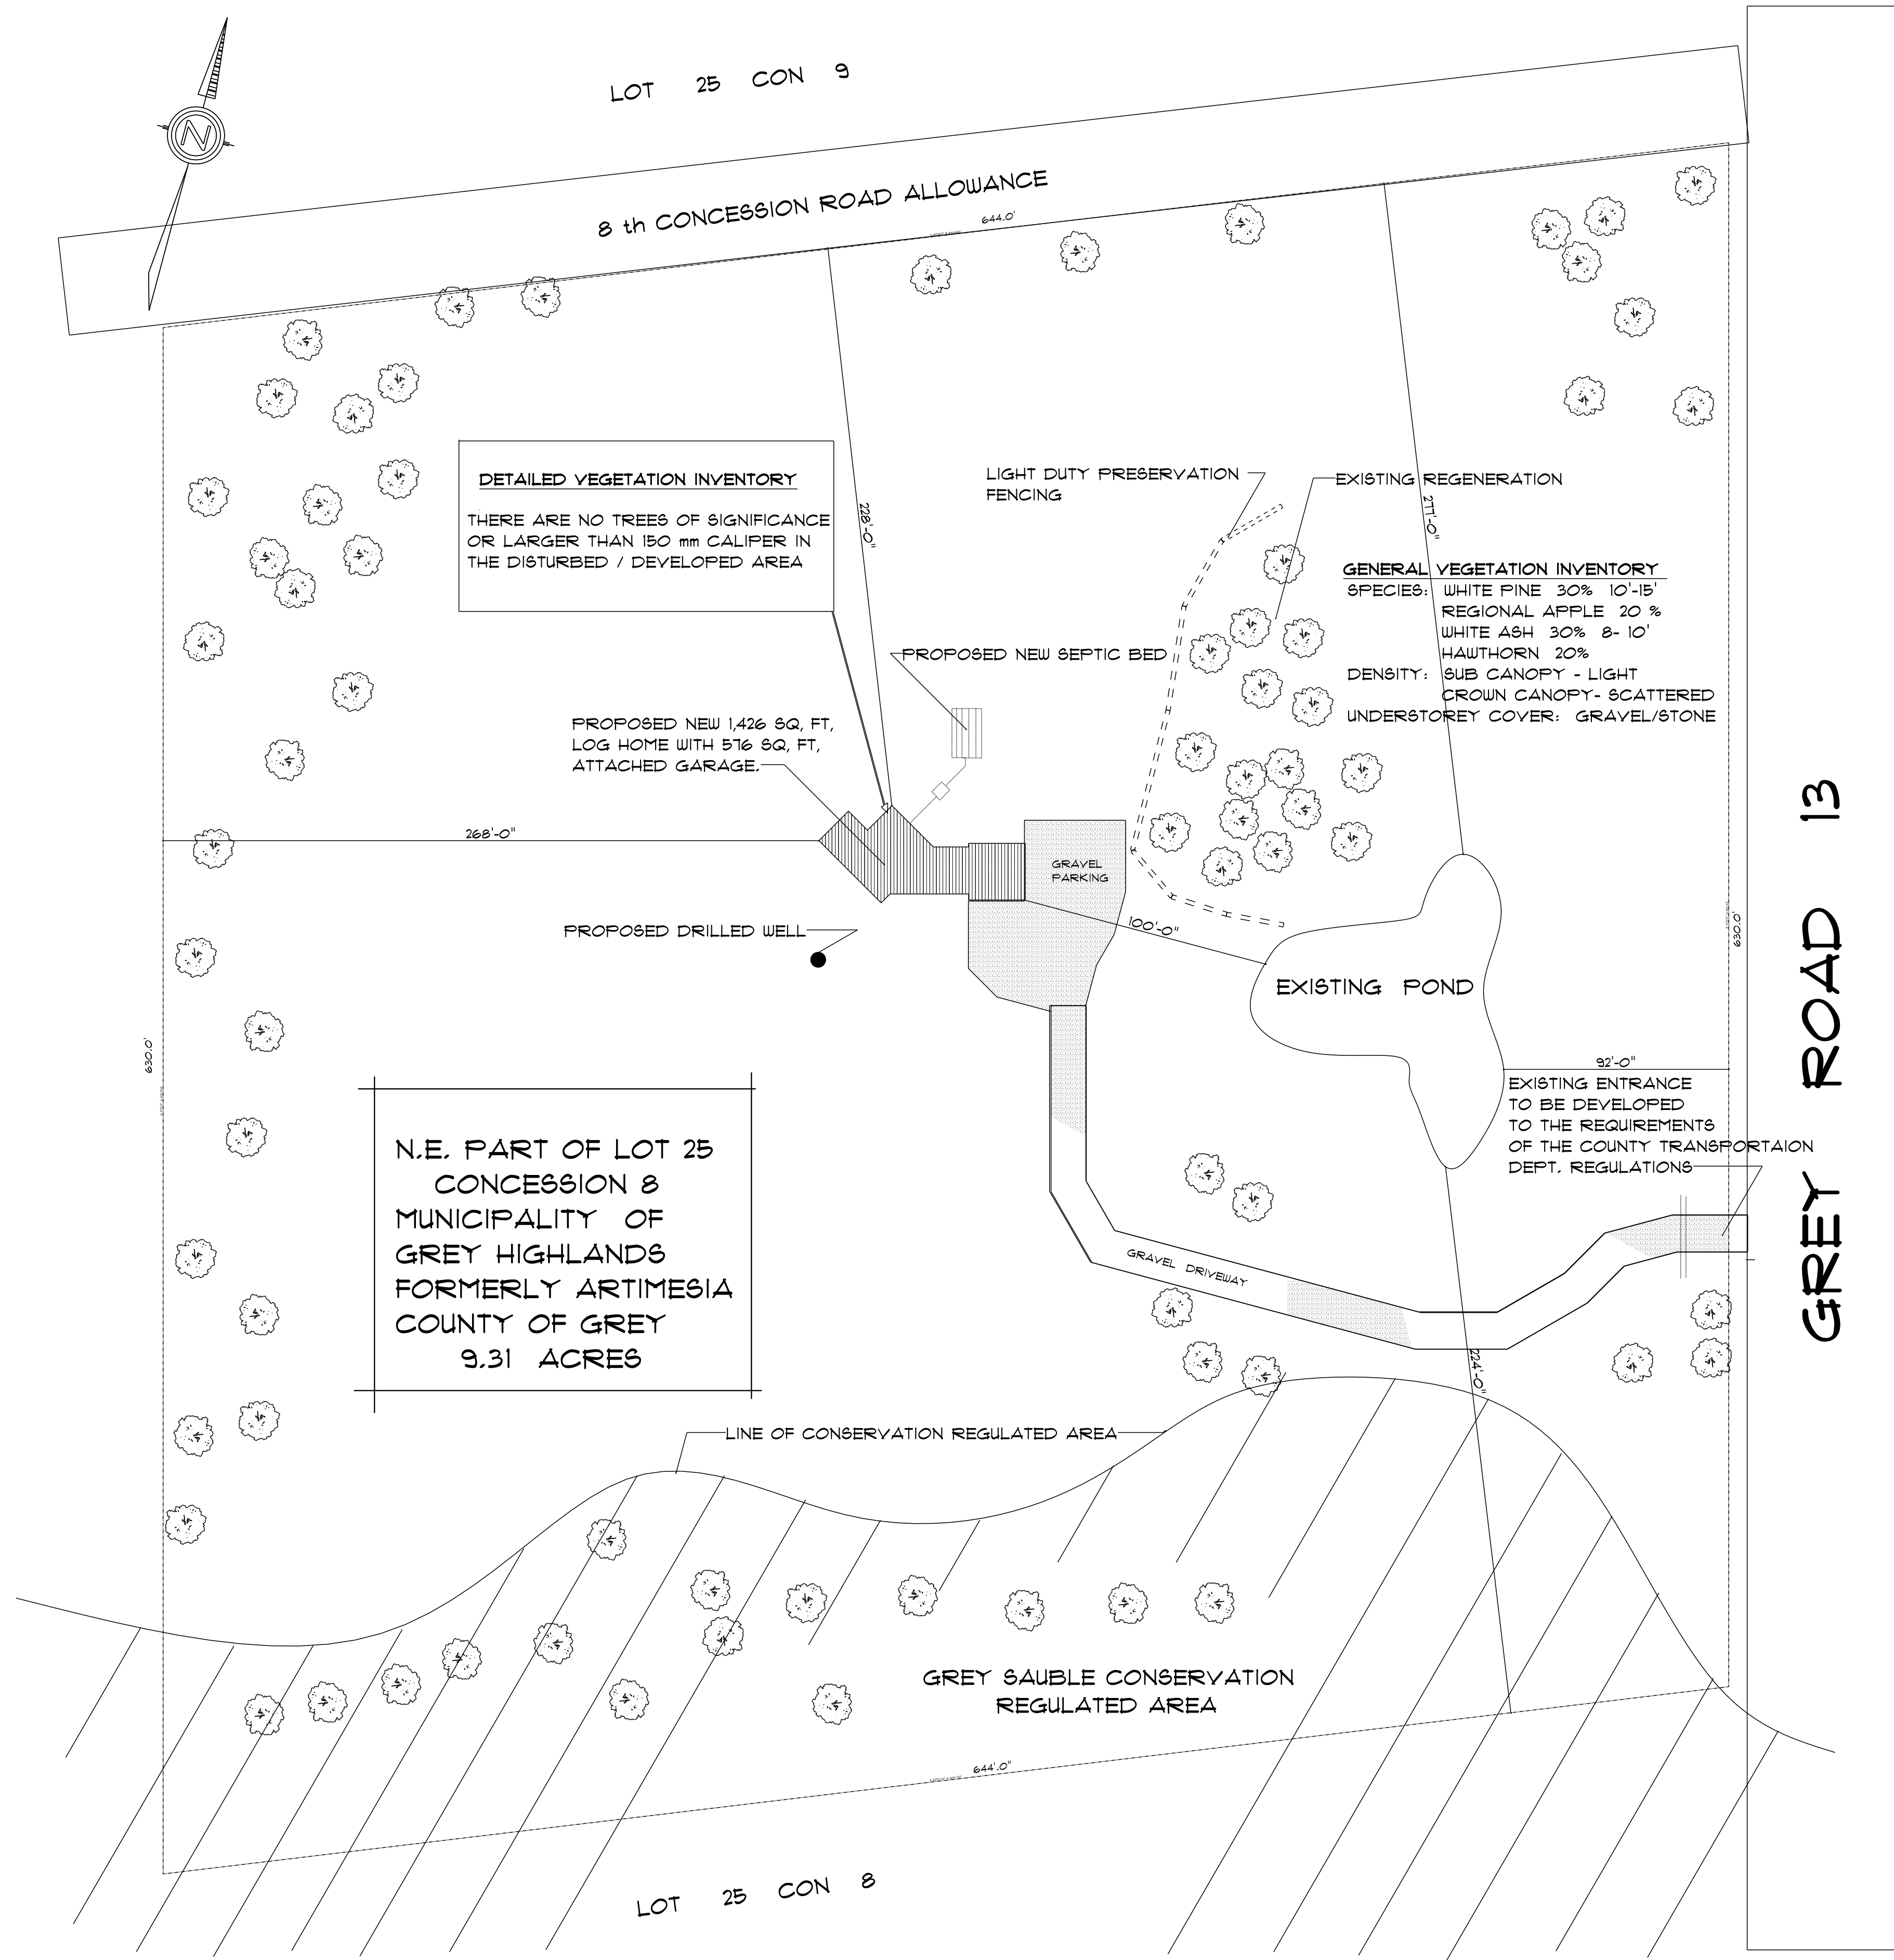 LOT 25 CON 9
N
8 th CONCESSION ROAD ALLOWANCE
644.0'
DETAILED VEGETATION INVENTORY
THERE ARE NO TREES OF SIGNIFICANCE
OR LARGER THAN 150 mm CALIPER IN
THE DISTURBED / DEVELOPED AREA
228'-0"
LIGHT DUTY PRESERVATION
FENCING
EXISTING REGENERATION
277'-0"
GENERAL VEGETATION INVENTORY
SPECIES: WHITE PINE 30% 10'-15'
REGIONAL APPLE 20 %
WHITE ASH 30% 8- 10'
HAWTHORN 20%
DENSITY: SUB CANOPY - LIGHT
CROWN CANOPY- SCATTERED
UNDERSTOREY COVER: GRAVEL/STONE
PROPOSED NEW SEPTIC BED
PROPOSED NEW 1,426 SQ, FT,
LOG HOME WITH 576 SQ, FT,
ATTACHED GARAGE.
268'-0"
GRAVEL
PARKING
PROPOSED DRILLED WELL
100'-0"
EXISTING POND
630.0'
GREY ROAD 13
630.0'
92'-0"
EXISTING ENTRANCE
TO BE DEVELOPED
TO THE REQUIREMENTS
OF THE COUNTY TRANSPORTAION
DEPT. REGULATIONS
N.E. PART OF LOT 25
CONCESSION 8
MUNICIPALITY OF
GREY HIGHLANDS
FORMERLY ARTIMESIA
COUNTY OF GREY
9.31 ACRES
GRAVEL DRIVEWAY
224'-0"
LINE OF CONSERVATION REGULATED AREA
GREY SAUBLE CONSERVATION
REGULATED AREA
644'.0"
LOT 25 CON 8